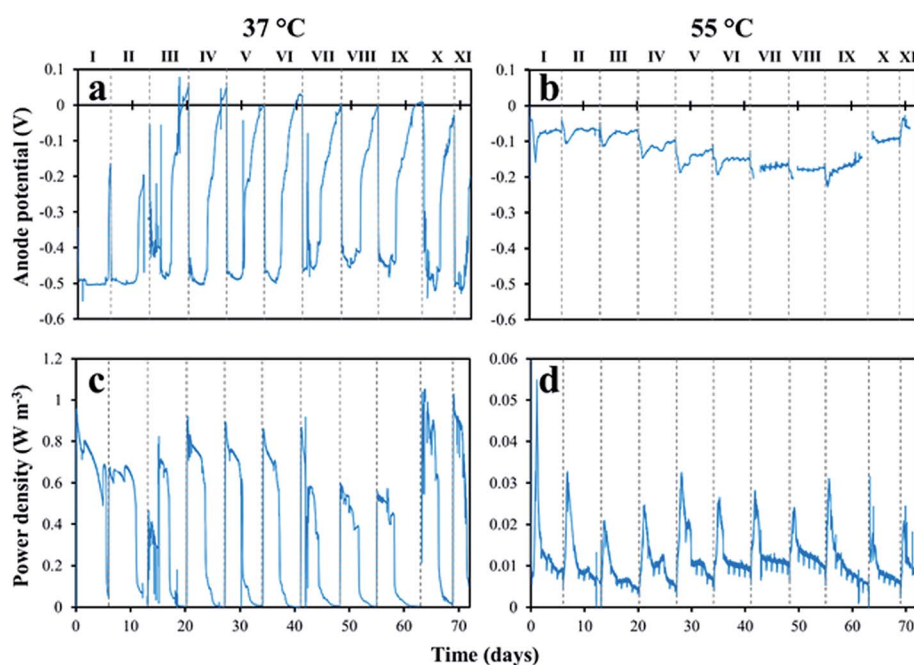 37 °C 55 °C
I II III IV V VI VII VIII IX X XI I II III IV V VI VII VIII IX X XI
a b
0.1 0.1
0 0
-0.1 -0.1
-0.2 -0.2
-0.3 -0.3
-0.4 -0.4
-0.5 -0.5
-0.6 -0.6
Anode potential (V)
c d
1.2 0.06
1 0.05
0.8 0.04
0.6 0.03
0.4 0.02
0.2 0.01
0 0
Power density (W m-3)
0 10 20 30 40 50 60 70 0 10 20 30 40 50 60 70
Time (days)